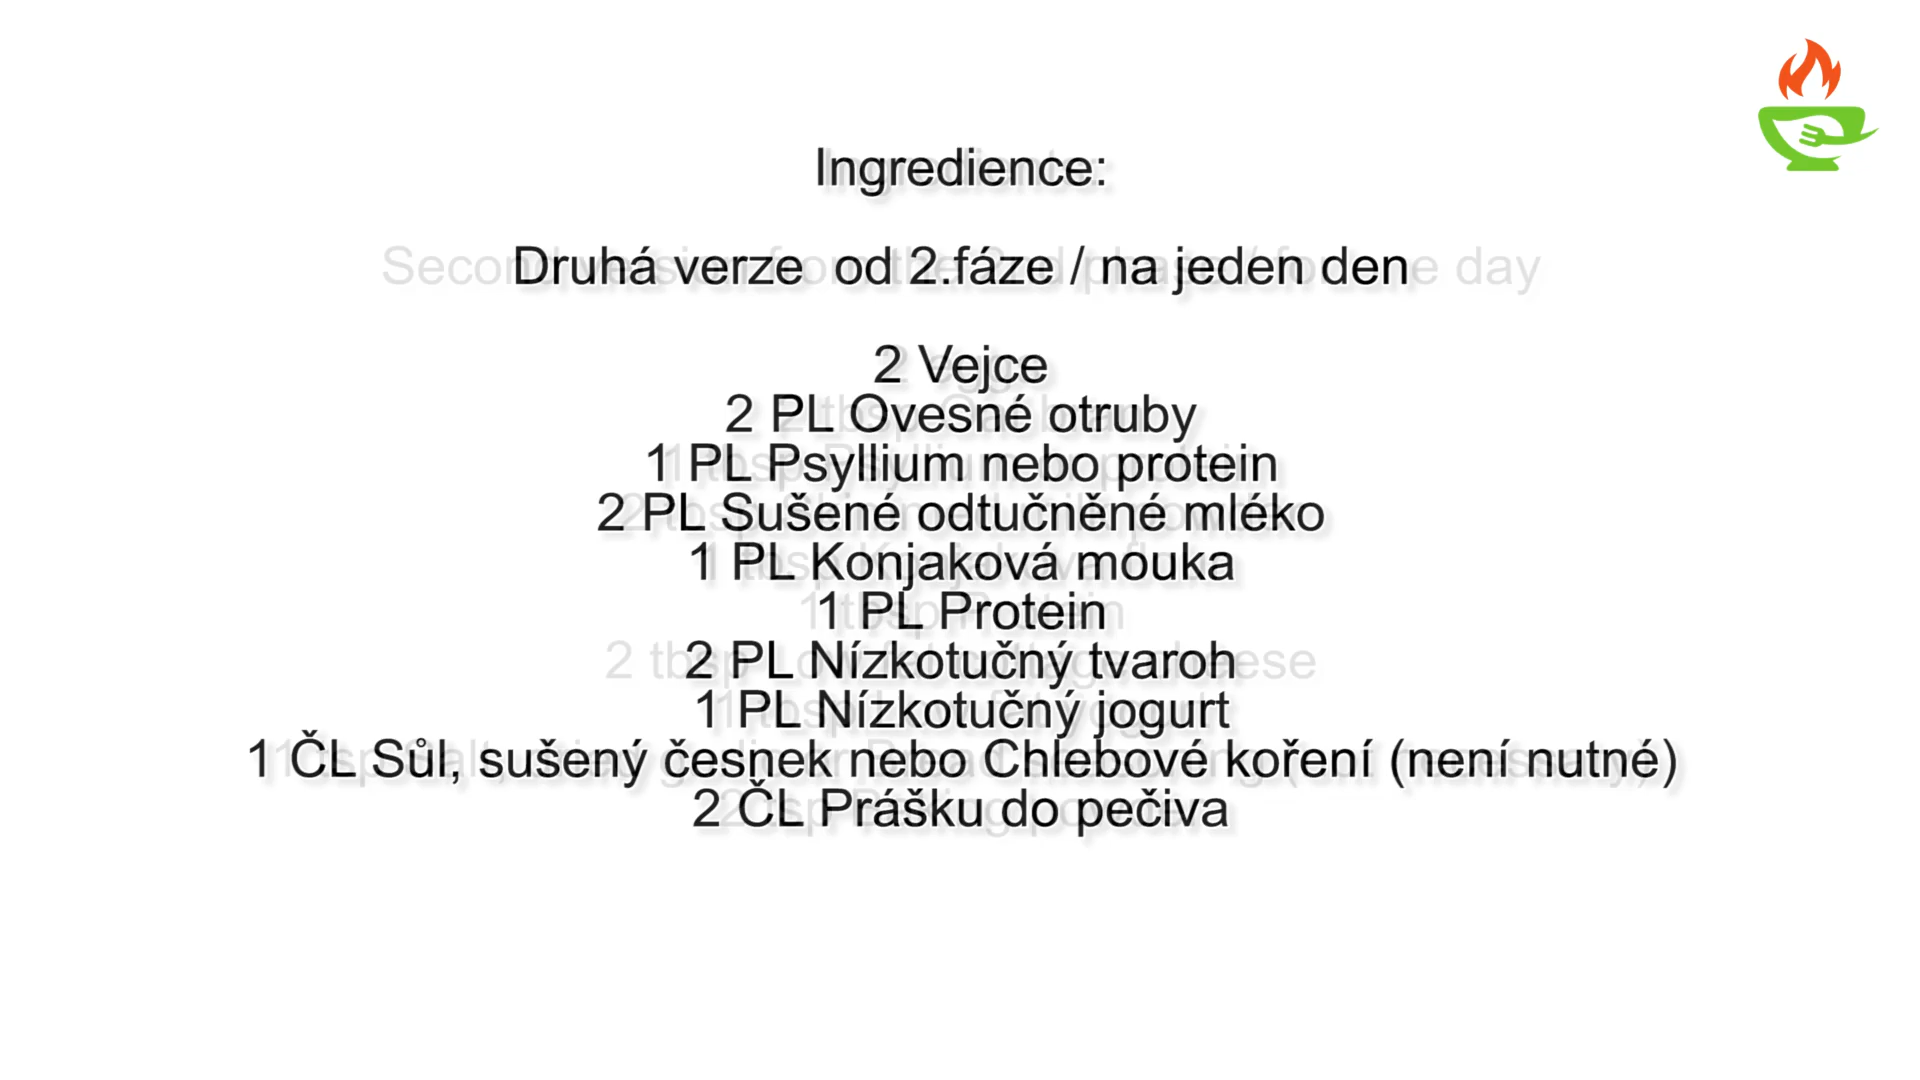 Ingredience:
Druhá verze od 2.fáze / na jeden den
2 Vejce
2 PL Ovesné otruby
1 PL Psyllium nebo protein
2 PL Sušené odtučněné mléko
1 PL Konjaková mouka
1 PL Protein
2 PL Nízkotučný tvaroh
1 PL Nízkotučný jogurt
1 ČL Sůl, sušený česnek nebo Chlebové koření (není nutné)
2 ČL Prášku do pečiva